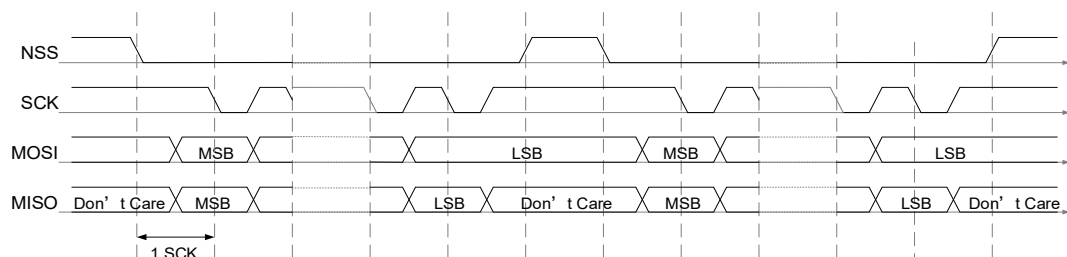 NSS
SCK
MOSI MSB LSB MSB LSB
MISO Don't Care MSB LSB Don't Care MSB LSB Don't Care
1 SCK